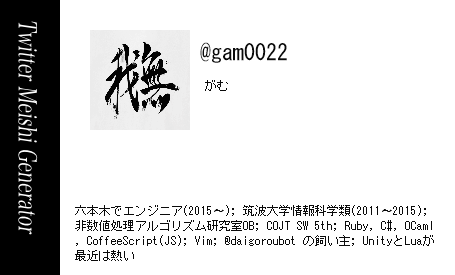 Twitter Meishi Generator
我無
@gam0022
がむ
六本木でエンジニア(2015～); 筑波大学情報科学類(2011～2015);
非数値処理アルゴリズム研究室OB; COJT SW 5th; Ruby, C#, OCaml
, CoffeeScript(JS); Vim; @daigoroubot の飼い主; UnityとLuaが
最近は熱い